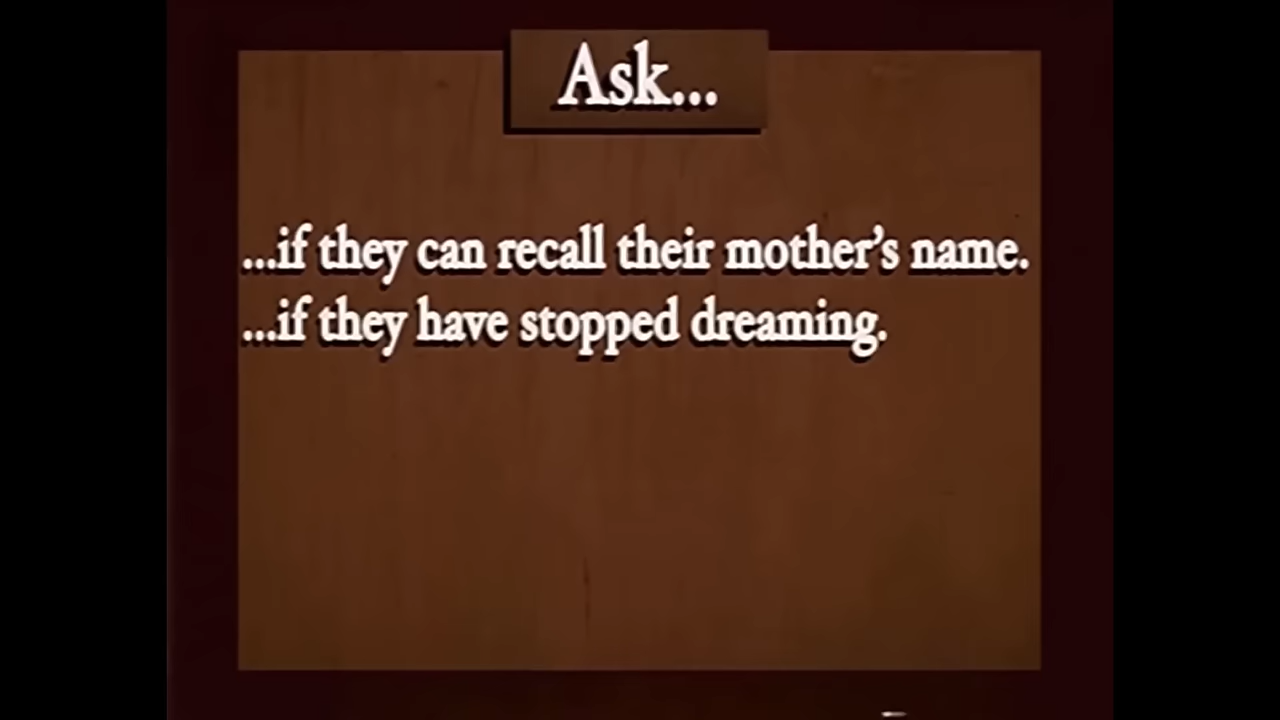 Ask...
...if they can recall their mother's name.
...if they have stopped dreaming.